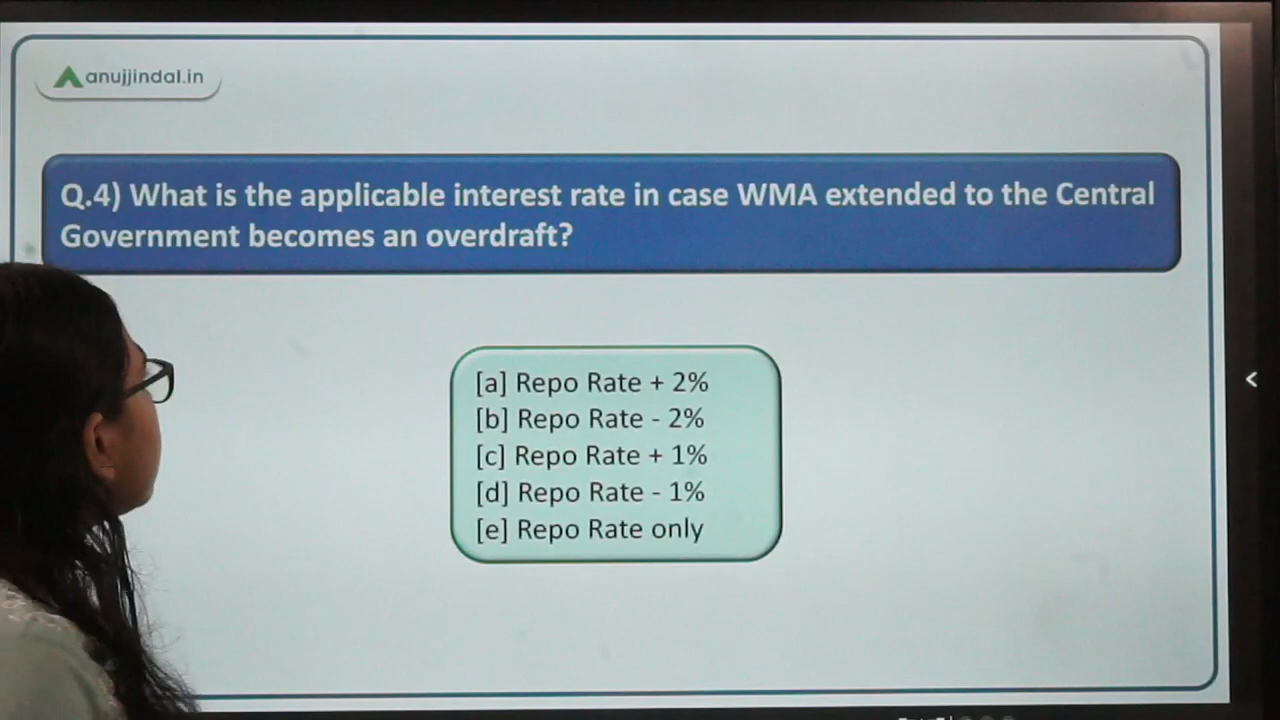 anujjindal.in
Q.4) What is the applicable interest rate in case WMA extended to the Central
Government becomes an overdraft?
[a] Repo Rate + 2%
[b] Repo Rate - 2%
[c] Repo Rate + 1%
[d] Repo Rate - 1%
[e] Repo Rate only